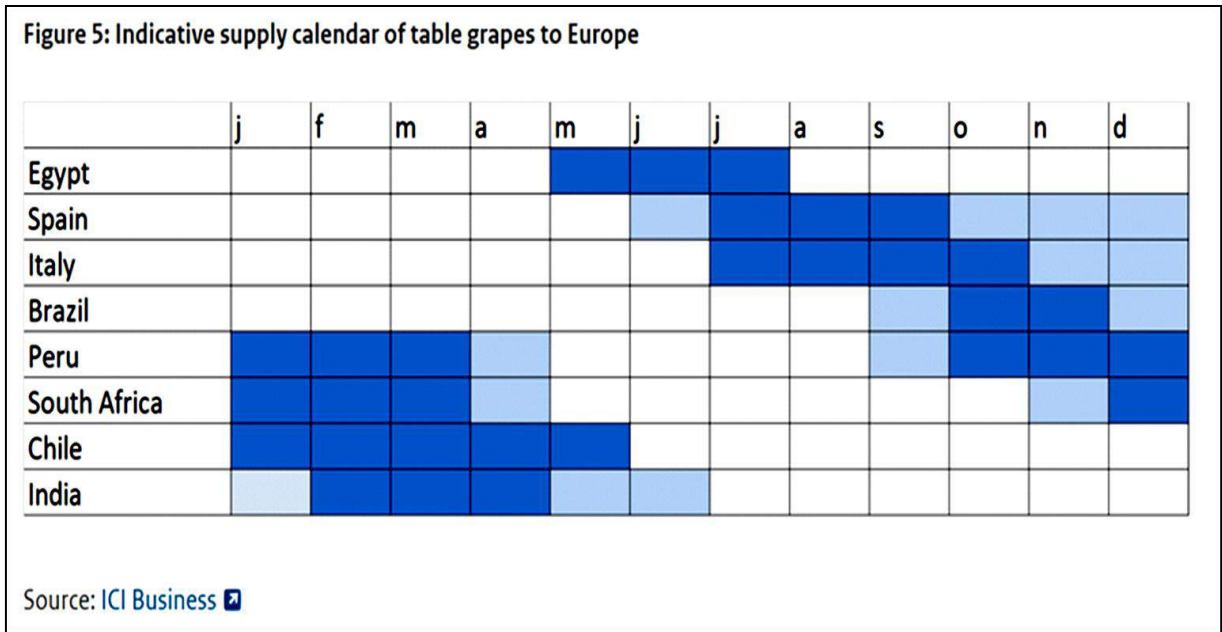 Figure 5: Indicative supply calendar of table grapes to Europe
j f m a m j j a s o n d
Egypt
Spain
Italy
Brazil
Peru
South Africa
Chile
India
Source: ICI Business